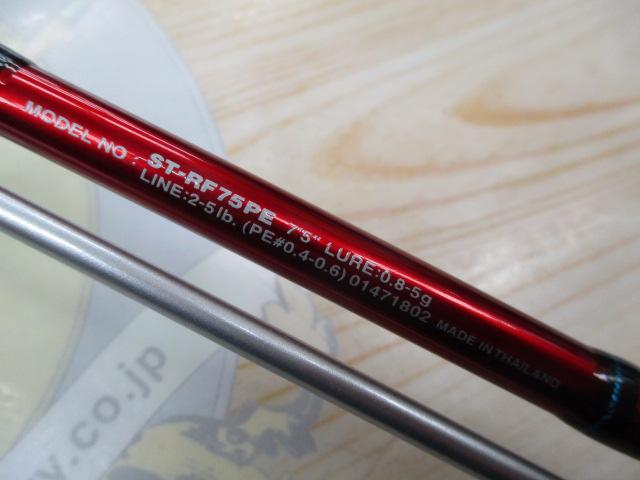 MODEL NO : ST-RF75PE 7'5" LURE:0.8-5g
LINE:2-5lb. (PE#0.4-0.6) 01471802 MADE IN THAILAND
y.co.jp